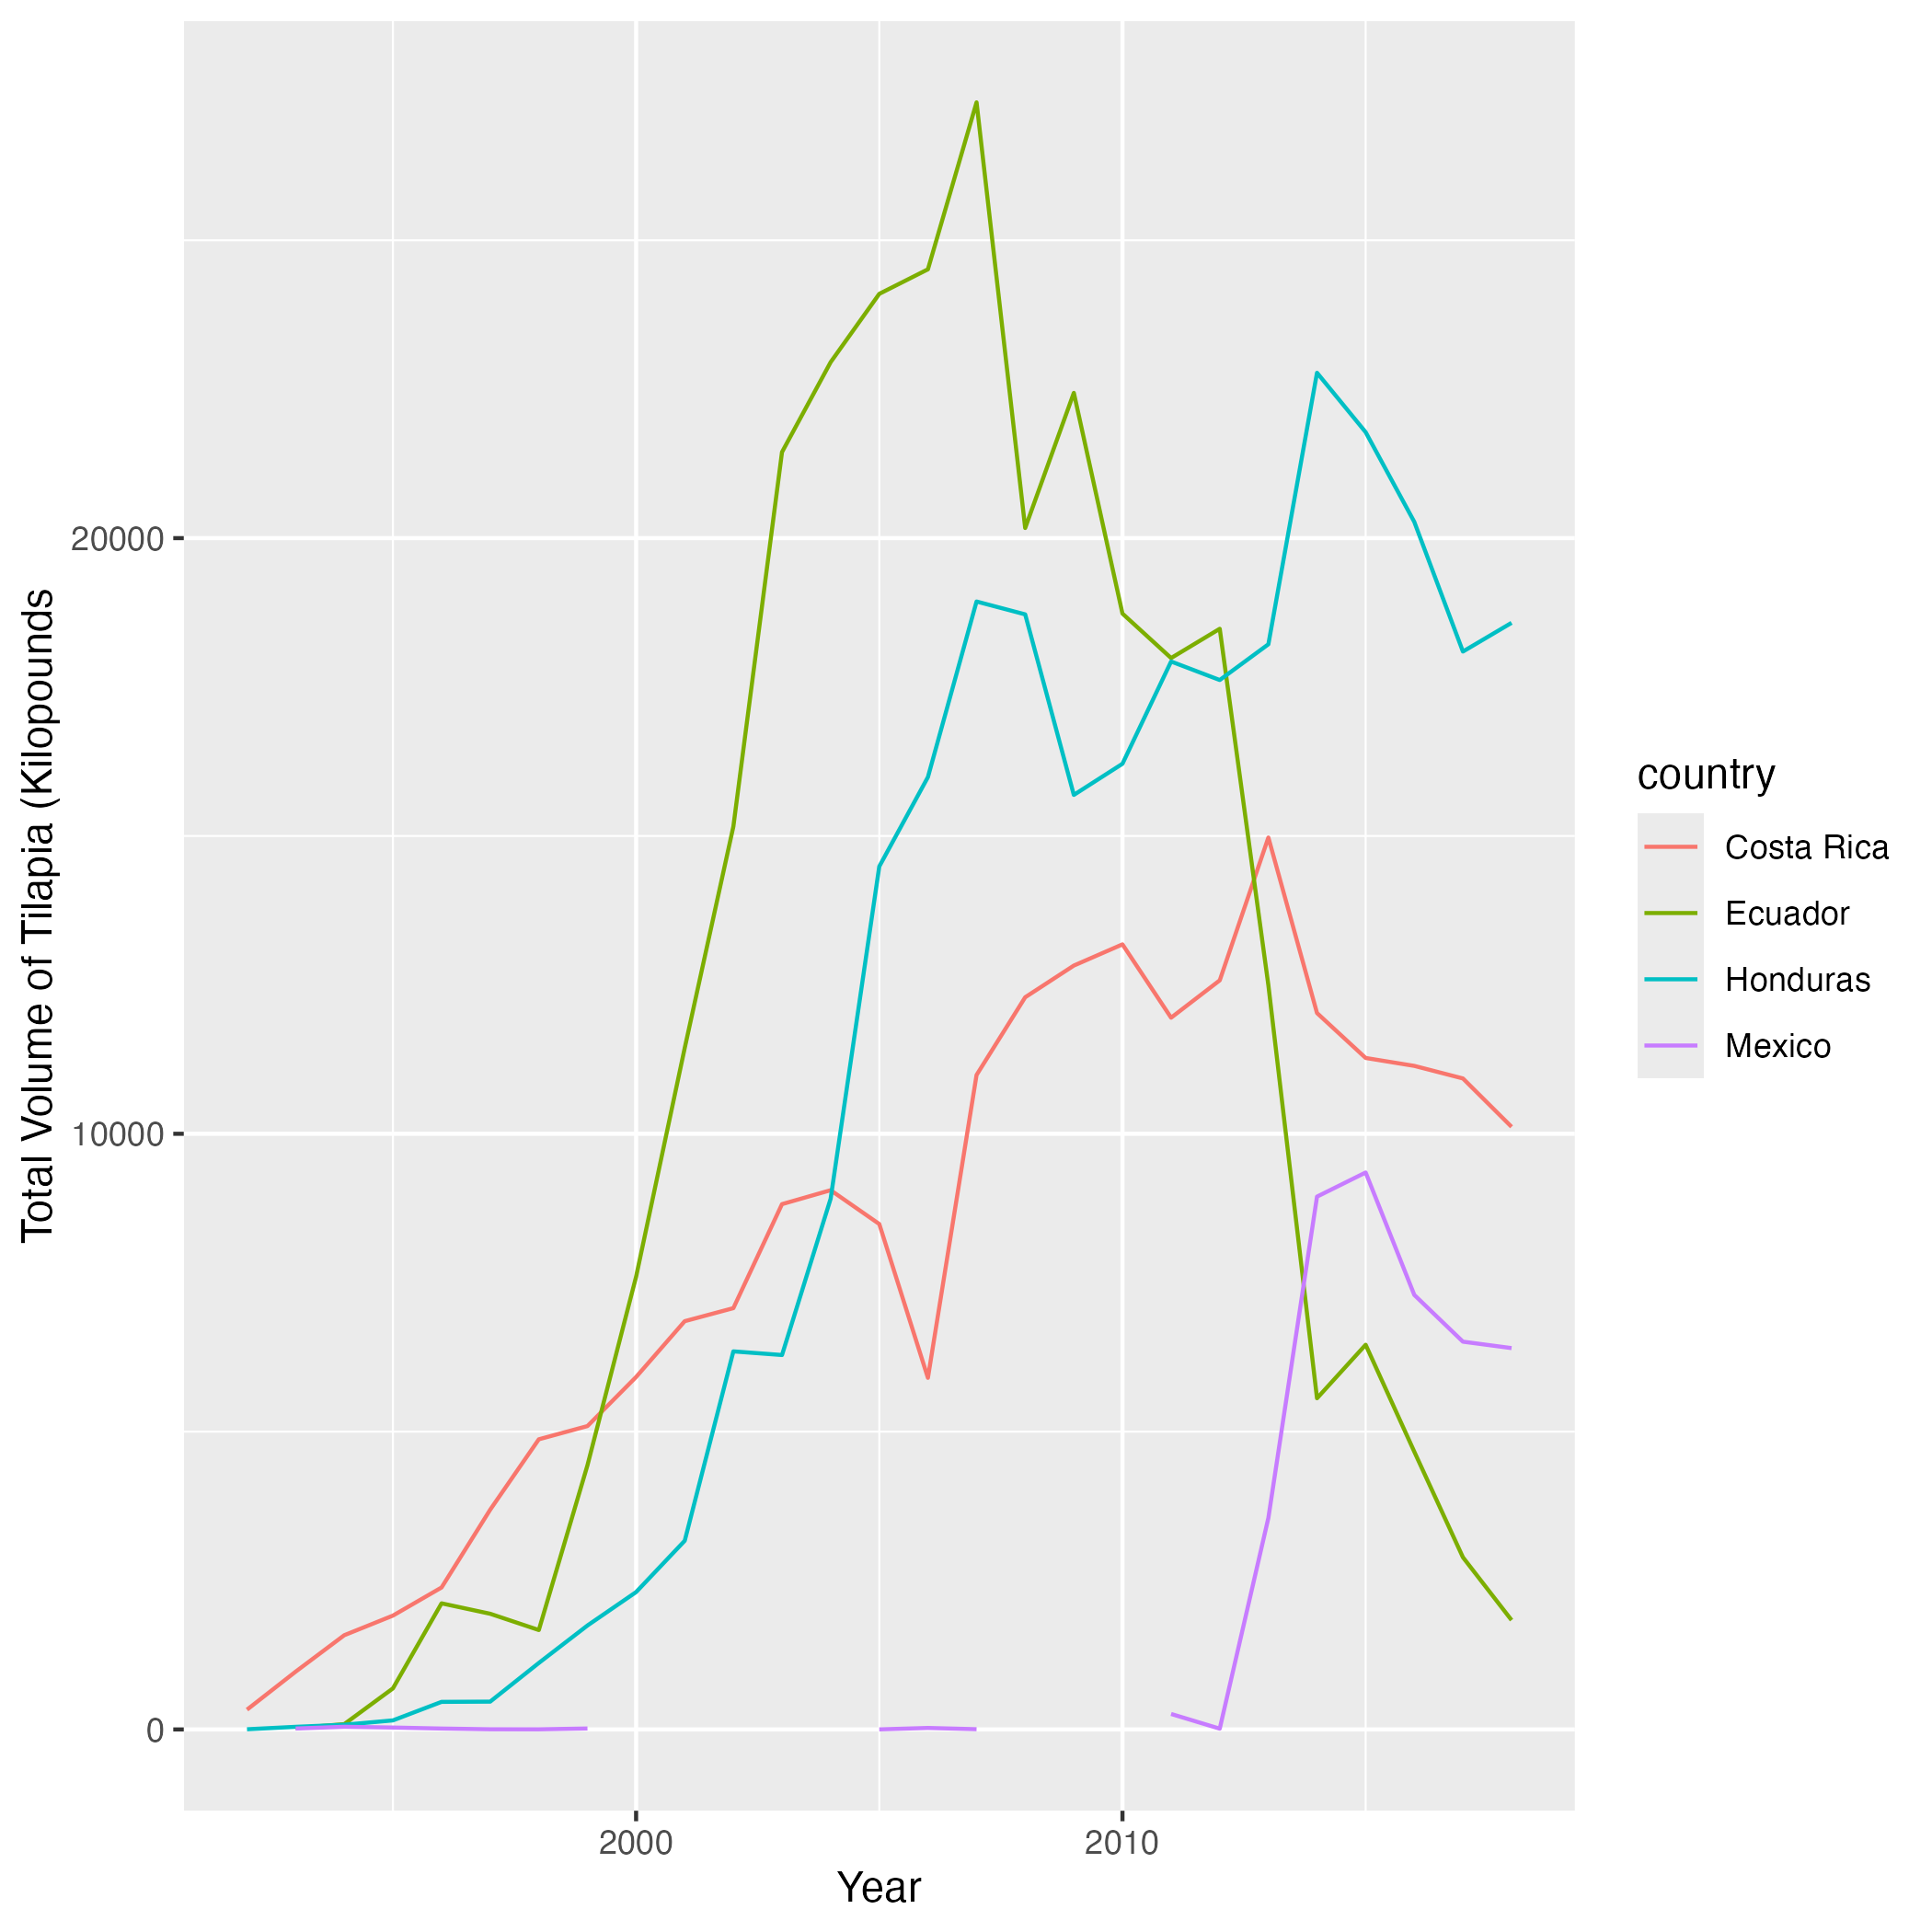 Total Volume of Tilapia (Kilopounds
20000
10000
0
2000
2010
Year
country
Costa Rica
Ecuador
Honduras
Mexico